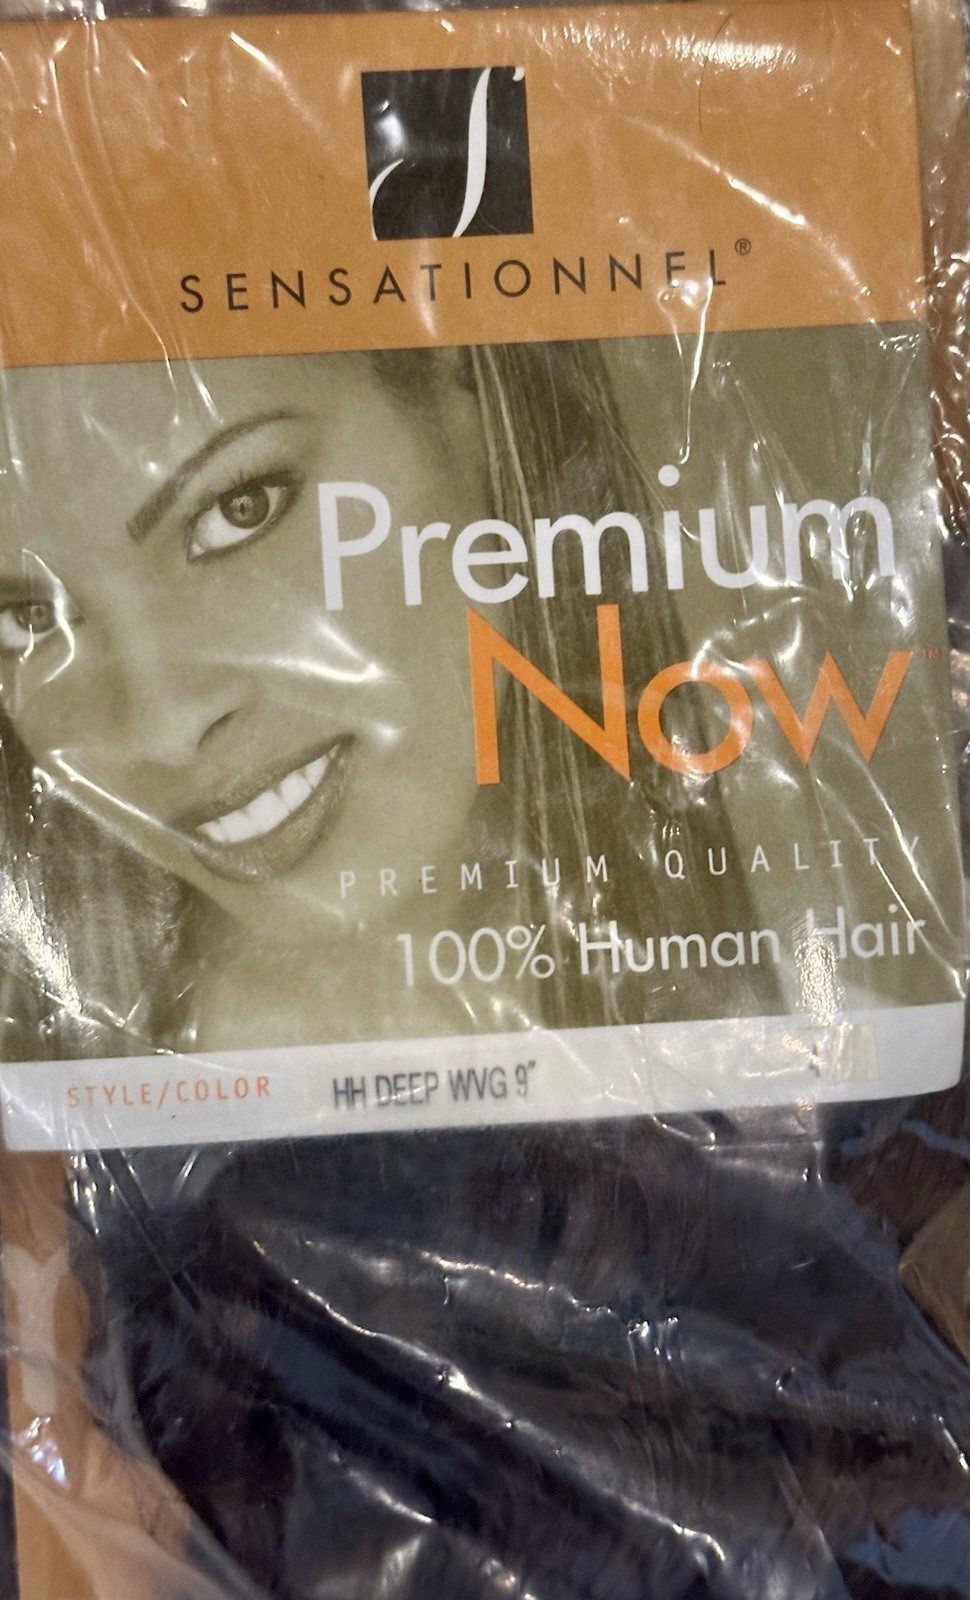 SENSATIONNEL®
Premium
Now™
PREMIUM QUALITY
100% Human Hair
STYLE/COLOR HH DEEP WVG 9"